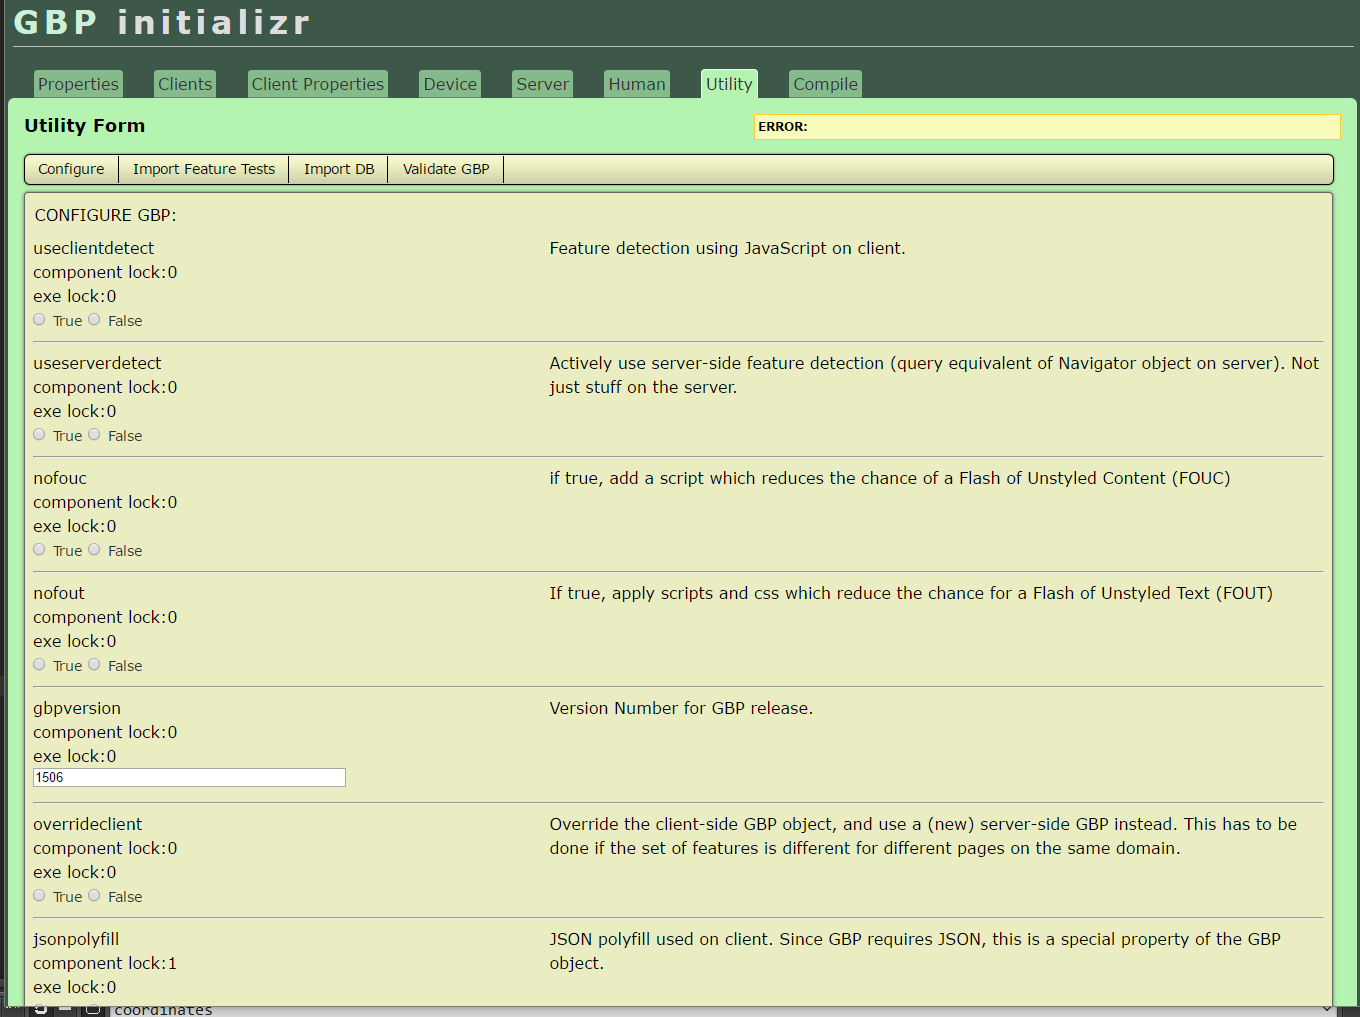 GBP initializr
Properties Clients Client Properties Device Server Human Utility Compile
Utility Form
ERROR:
Configure Import Feature Tests Import DB Validate GBP
CONFIGURE GBP:
useclientdetect
Feature detection using JavaScript on client.
component lock:0
exe lock:0
True False
useserverdetect
Actively use server-side feature detection (query equivalent of Navigator object on server). Not
just stuff on the server.
component lock:0
exe lock:0
True False
nofouc
if true, add a script which reduces the chance of a Flash of Unstyled Content (FOUC)
component lock:0
exe lock:0
True False
nofout
If true, apply scripts and css which reduce the chance for a Flash of Unstyled Text (FOUT)
component lock:0
exe lock:0
True False
gbpversion
Version Number for GBP release.
component lock:0
exe lock:0
1506
overrideclient
Override the client-side GBP object, and use a (new) server-side GBP instead. This has to be
done if the set of features is different for different pages on the same domain.
component lock:0
exe lock:0
True False
jsonpolyfill
JSON polyfill used on client. Since GBP requires JSON, this is a special property of the GBP
object.
component lock:1
exe lock:0
coordinates